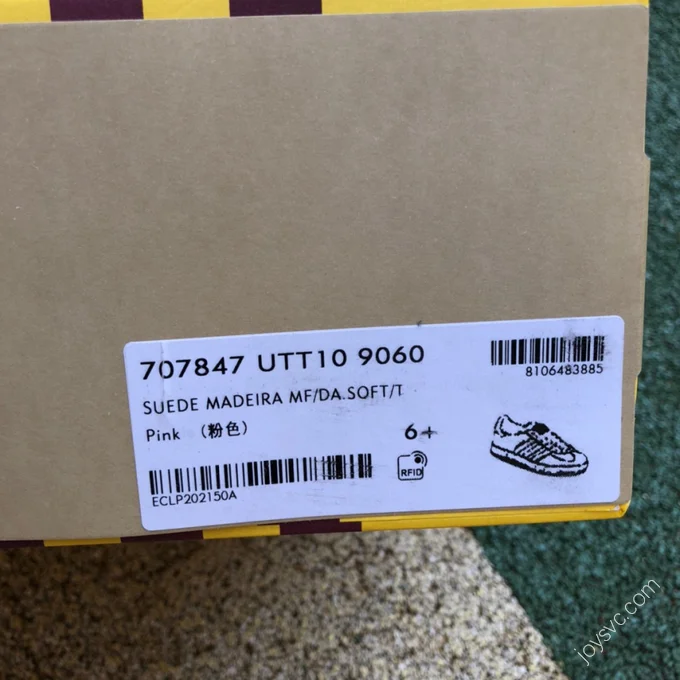 707847 UTT10 9060
8106483885
SUEDE MADEIRA MF/DA.SOFT/T
Pink （粉色）
6+
RFID
ECLP202150A
joysvc.com